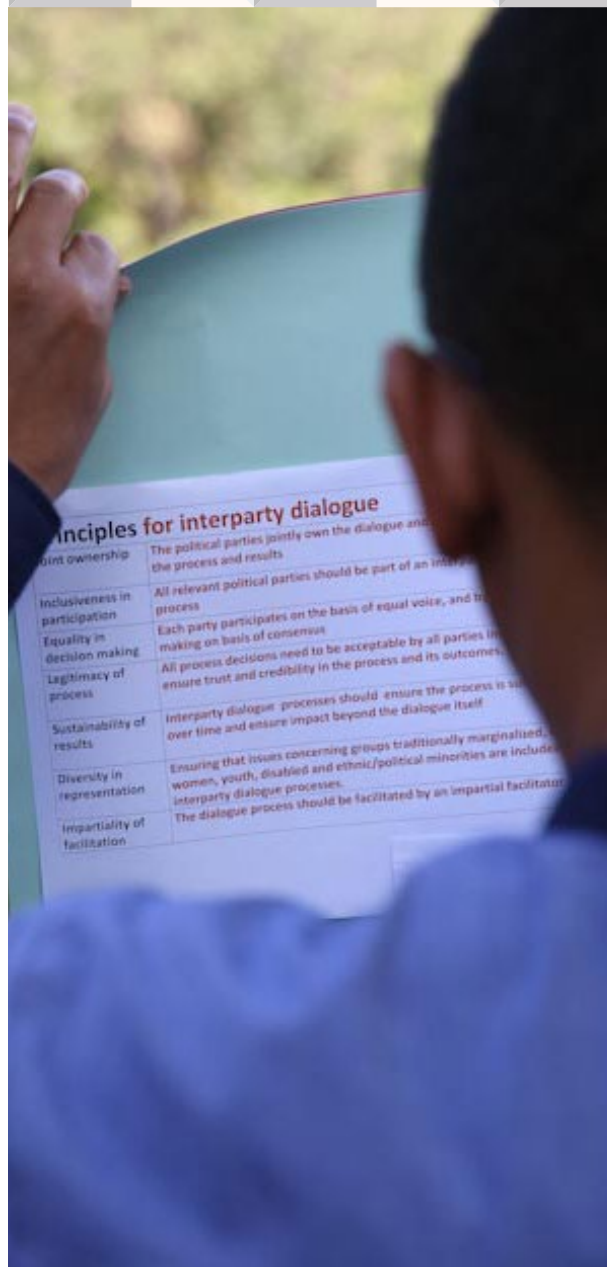 inciples for interparty dialogue
oint ownership
The political parties jointly own the dialogue and
the process and results
Inclusiveness in
participation
All relevant political parties should be part of an
process
Equality in
decision making
Each party participates on the basis of equal voice, and
making on basis of consensus
Legitimacy of
process
All process decisions need to be acceptable by all parties
ensure trust and credibility in the process and its outcomes.
Sustainability of
results
Interparty dialogue processes should ensure the process is
over time and ensure impact beyond the dialogue itself
Diversity in
representation
Ensuring that issues concerning groups traditionally marginalised,
women, youth, disabled and ethnic/political minorities are include
interparty dialogue processes.
Impartiality of
facilitation
The dialogue process should be facilitated by an impartial facilitator